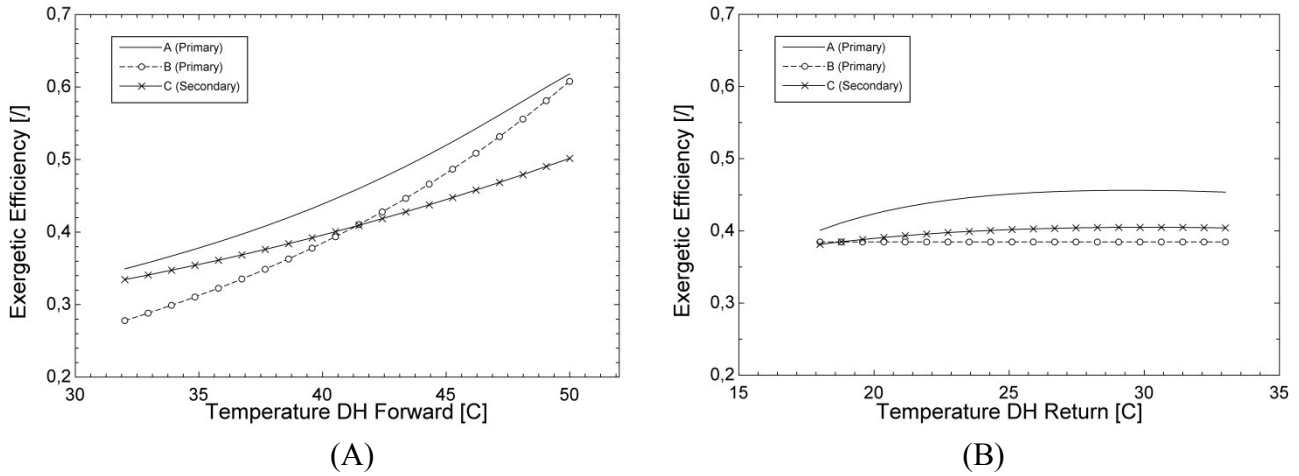 0,7
0,6
0,5
0,4
0,3
0,2
Exergetic Efficiency [/]
A (Primary)
B (Primary)
C (Secondary)
30
35
40
45
50
Temperature DH Forward [C]
(A)
0,7
0,6
0,5
0,4
0,3
0,2
Exergetic Efficiency [/]
A (Primary)
B (Primary)
C (Secondary)
15
20
25
30
35
Temperature DH Return [C]
(B)